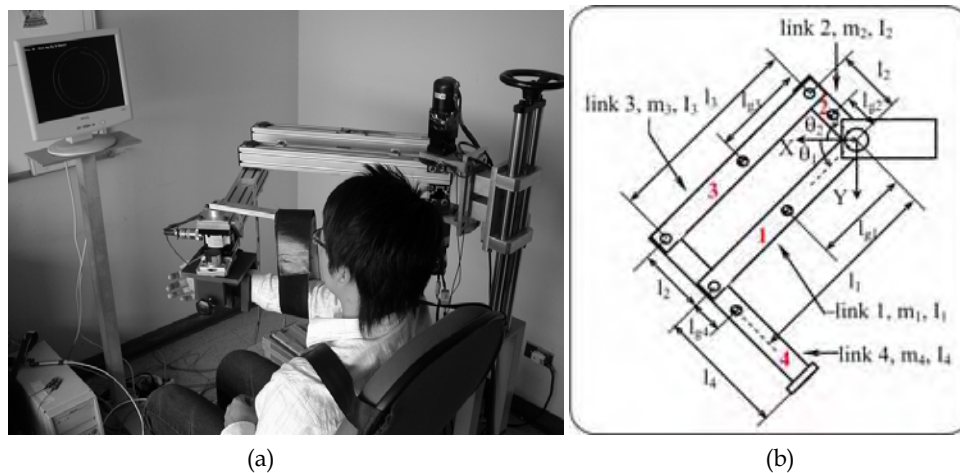 link 2, m2, I2
l2
l3
lg3
lg2
link 3, m3, I3
2
θ2
X
θ1
3
Y
1
lg1
l1
l2
link 1, m1, I1
lg4
4
link 4, m4, I4
l4
(a)
(b)